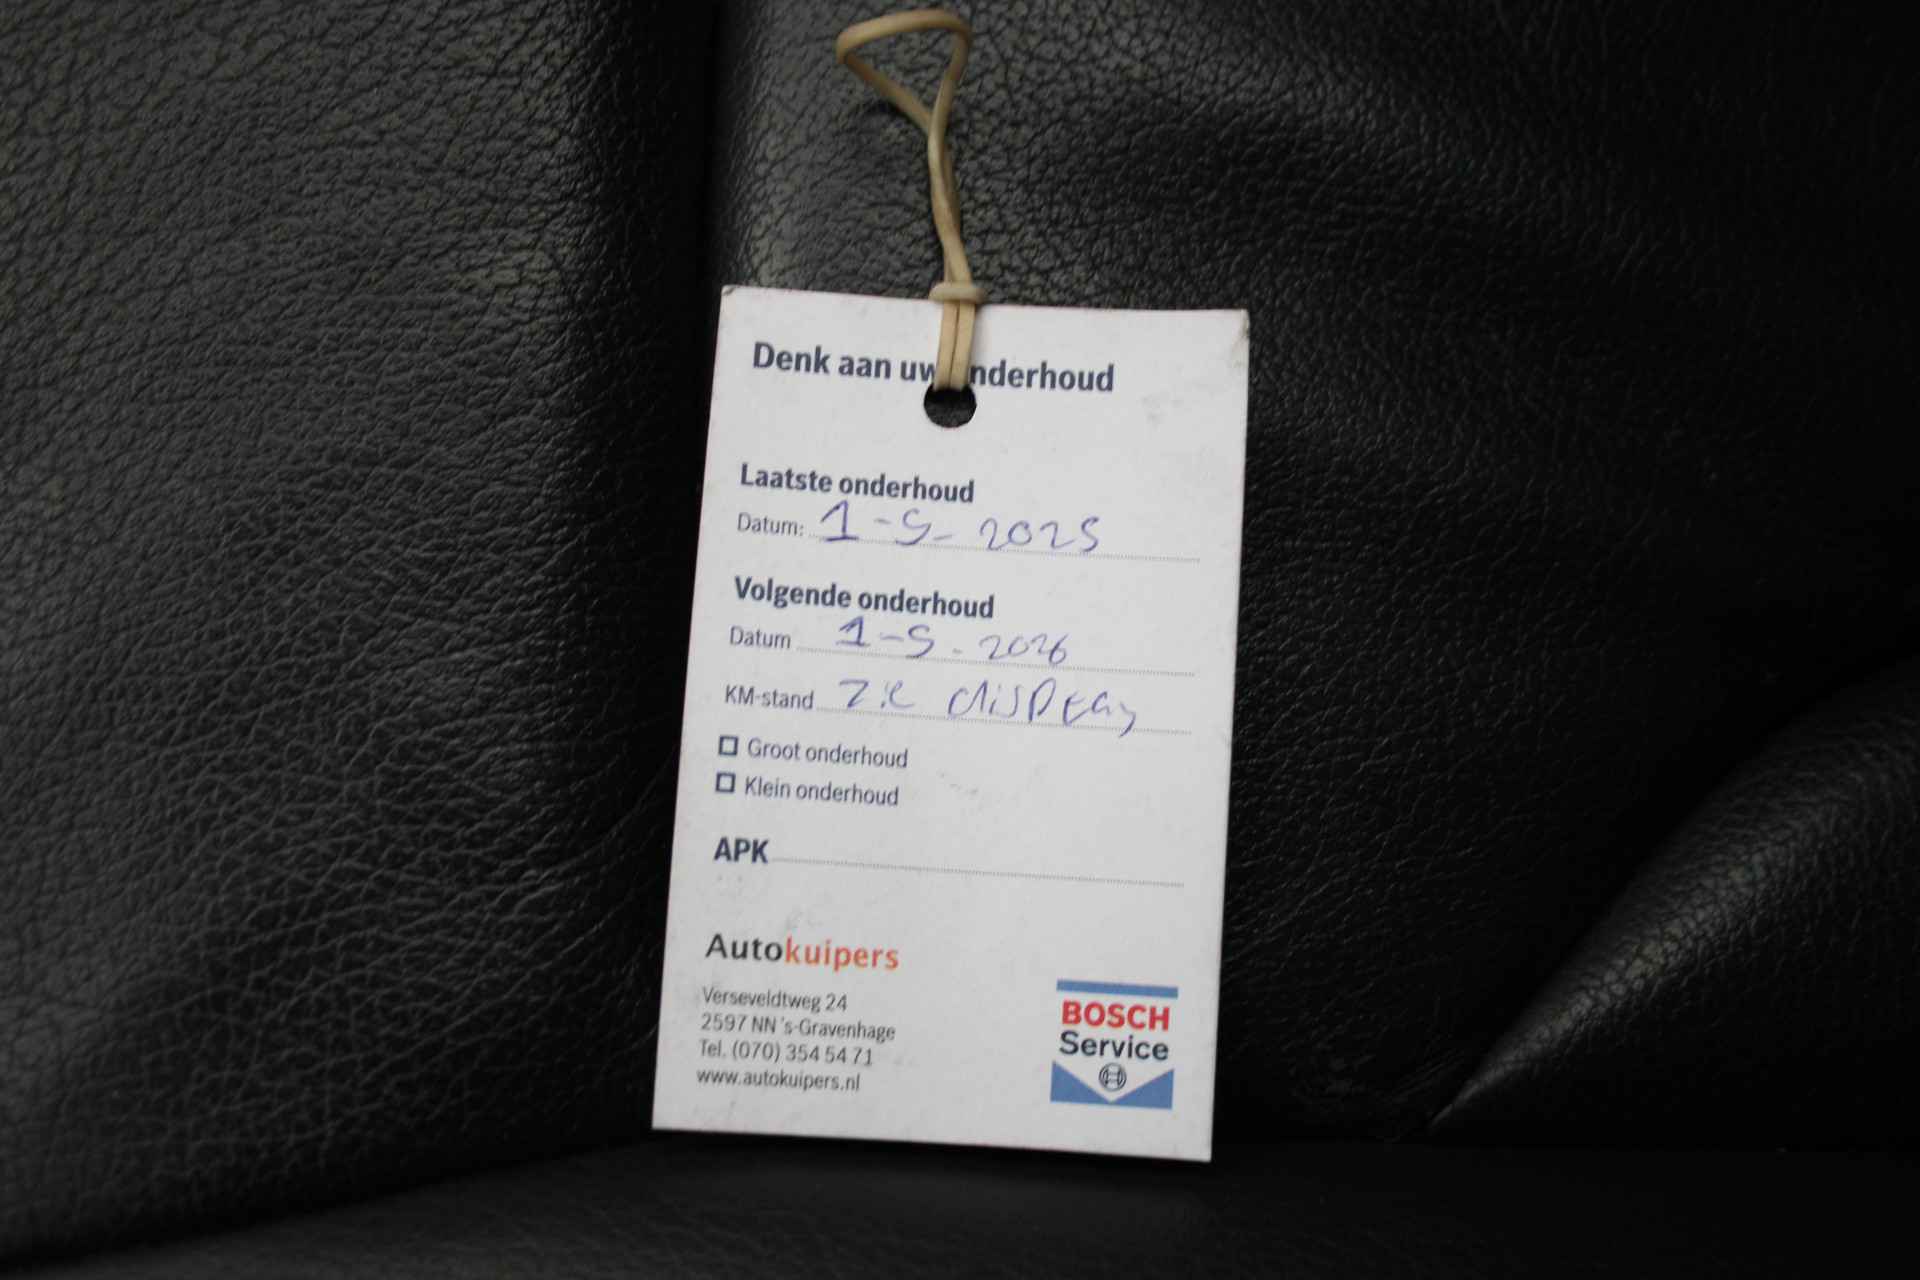 Denk aan uw onderhoud
Laatste onderhoud
Datum: 1-5-2025
Volgende onderhoud
Datum 1-5-2026
KM-stand zie display
Groot onderhoud
Klein onderhoud
APK
Autokuipers
Verseveldtweg 24
2597 NN 's-Gravenhage
Tel. (070) 354 54 71
www.autokuipers.nl
BOSCH
Service